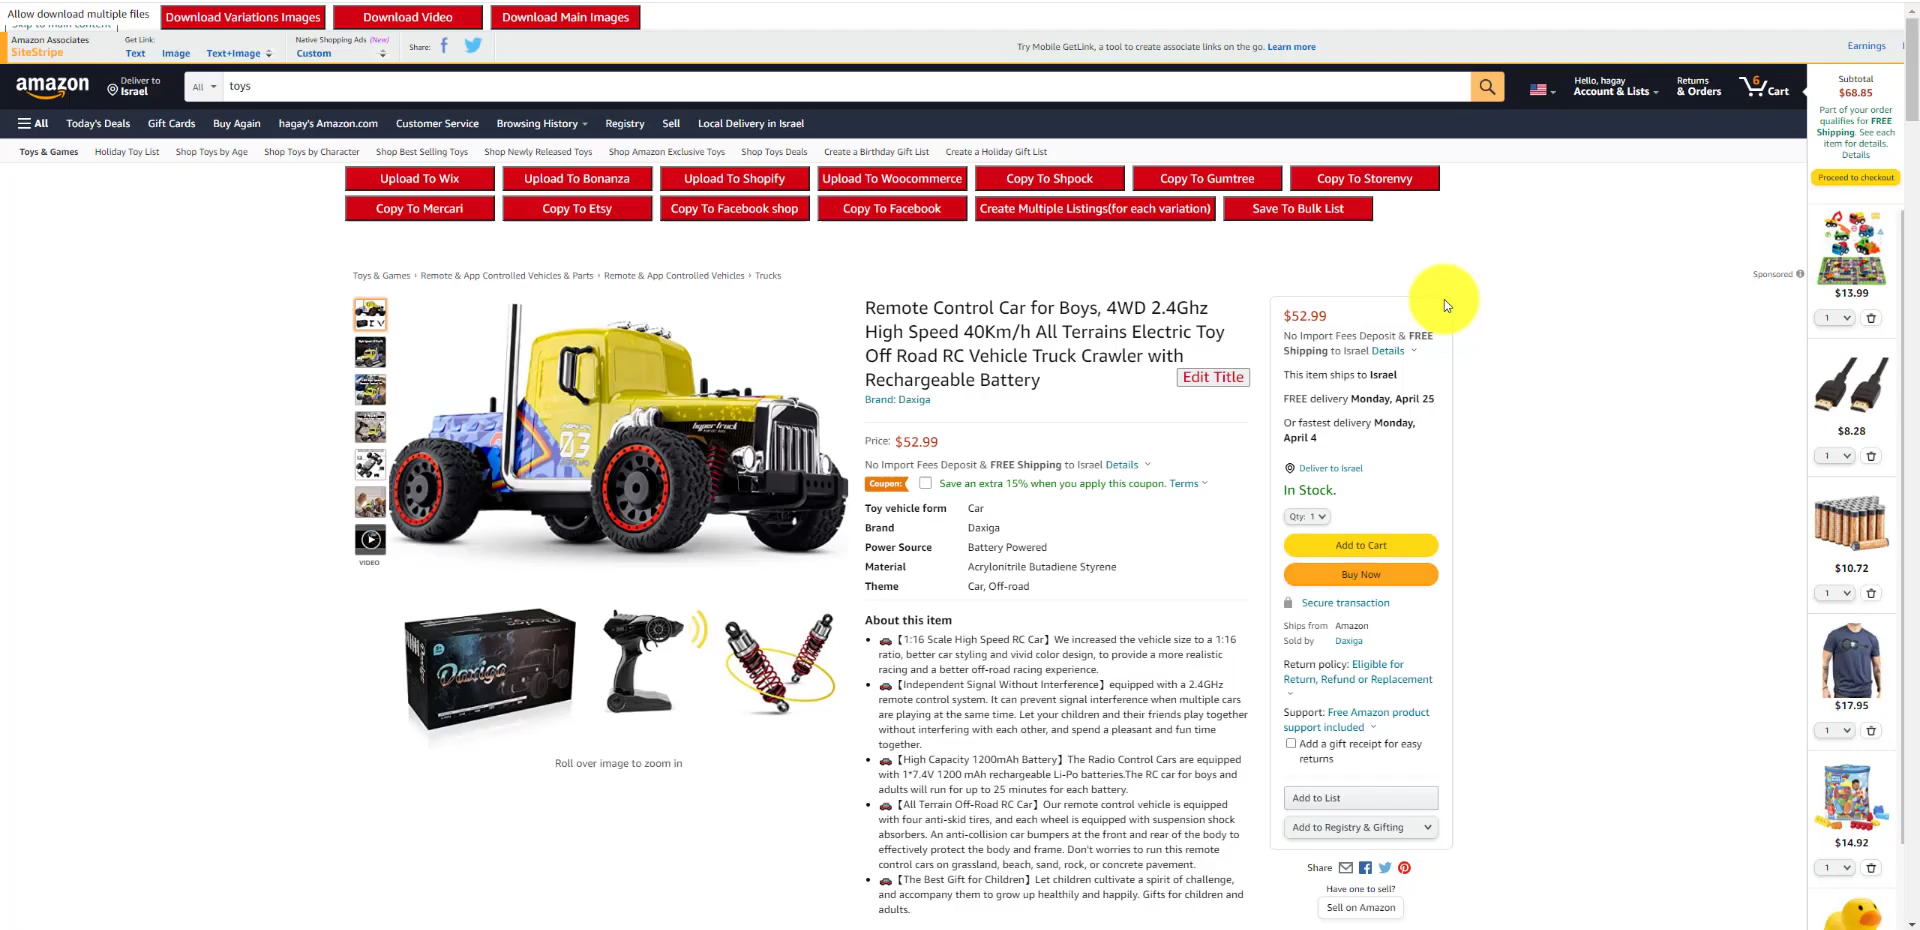 Allow download multiple files
Download Variations Images
Download Video
Download Main Images
Skip to main content
Amazon Associates
SiteStripe
Get Link:
Text Image Text+Image
Native Shopping Ads (New)
Custom
Share:
Try Mobile GetLink, a tool to create associate links on the go. Learn more
Earnings
amazon
Deliver to
Israel
All
toys
Hello, hagay
Account & Lists
Returns
& Orders
6
Cart
All Today's Deals Gift Cards Buy Again hagay's Amazon.com Customer Service Browsing History Registry Sell Local Delivery in Israel
Toys & Games Holiday Toy List Shop Toys by Age Shop Toys by Character Shop Best Selling Toys Shop Newly Released Toys Shop Amazon Exclusive Toys Shop Toys Deals Create a Birthday Gift List Create a Holiday Gift List
Upload To Wix Upload To Bonanza Upload To Shopify Upload To Woocommerce Copy To Shpock Copy To Gumtree Copy To Storenvy
Copy To Mercari Copy To Etsy Copy To Facebook shop Copy To Facebook Create Multiple Listings(for each variation) Save To Bulk List
Toys & Games › Remote & App Controlled Vehicles & Parts › Remote & App Controlled Vehicles › Trucks
Sponsored
VIDEO
03
hypertruck
Daxiga
Roll over image to zoom in
Remote Control Car for Boys, 4WD 2.4Ghz
High Speed 40Km/h All Terrains Electric Toy
Off Road RC Vehicle Truck Crawler with
Rechargeable Battery
Edit Title
Brand: Daxiga
Price: $52.99
No Import Fees Deposit & FREE Shipping to Israel Details
Coupon: Save an extra 15% when you apply this coupon. Terms
Toy vehicle form Car
Brand Daxiga
Power Source Battery Powered
Material Acrylonitrile Butadiene Styrene
Theme Car, Off-road
About this item
• 🚗【1:16 Scale High Speed RC Car】We increased the vehicle size to a 1:16
ratio, better car styling and vivid color design, to provide a more realistic
racing and a better off-road racing experience.
• 🚗【Independent Signal Without Interference】equipped with a 2.4GHz
remote control system. It can prevent signal interference when multiple cars
are playing at the same time. Let your children and their friends play together
without interfering with each other, and spend a pleasant and fun time
together.
• 🚗【High Capacity 1200mAh Battery】The Radio Control Cars are equipped
with 1*7.4V 1200 mAh rechargeable Li-Po batteries.The RC car for boys and
adults will run for up to 25 minutes for each battery.
• 🚗【All Terrain Off-Road RC Car】Our remote control vehicle is equipped
with four anti-skid tires, and each wheel is equipped with suspension shock
absorbers. An anti-collision car bumpers at the front and rear of the body to
effectively protect the body and frame. Don't worries to run this remote
control cars on grassland, beach, sand, rock, or concrete pavement.
• 🚗【The Best Gift for Children】Let children cultivate a spirit of challenge,
and accompany them to grow up healthily and happily. Gifts for children and
adults.
$52.99
No Import Fees Deposit & FREE
Shipping to Israel Details
This item ships to Israel
FREE delivery Monday, April 25
Or fastest delivery Monday,
April 4
Deliver to Israel
In Stock.
Qty: 1
Add to Cart
Buy Now
Secure transaction
Ships from Amazon
Sold by Daxiga
Return policy: Eligible for
Return, Refund or Replacement
Support: Free Amazon product
support included
Add a gift receipt for easy
returns
Add to List
Add to Registry & Gifting
Share
Have one to sell?
Sell on Amazon
Subtotal
$68.85
Part of your order
qualifies for FREE
Shipping. See each
item for details.
Details
Proceed to checkout
$13.99
1
$8.28
1
$10.72
1
$17.95
1
$14.92
1